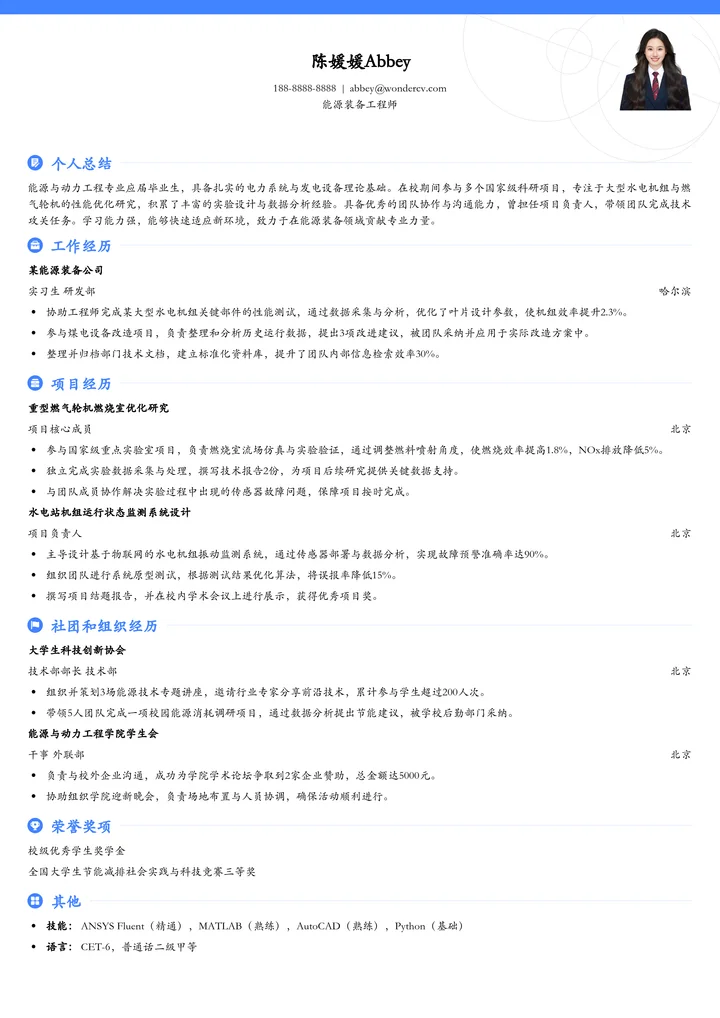 陈媛媛Abbey
188-8888-8888 | abbey@wondercv.com
能源装备工程师
个人总结
能源与动力工程专业应届毕业生，具备扎实的电力系统与发电设备理论基础。在校期间参与多个国家级科研项目，专注于大型水电机组与燃
气轮机的性能优化研究，积累了丰富的实验设计与数据分析经验。具备优秀的团队协作与沟通能力，曾担任项目负责人，带领团队完成技术
攻关任务。学习能力强，能够快速适应新环境，致力于在能源装备领域贡献专业力量。
工作经历
某能源装备公司
实习生 研发部 哈尔滨
• 协助工程师完成某大型水电机组关键部件的性能测试，通过数据采集与分析，优化了叶片设计参数，使机组效率提升2.3%。
• 参与煤电设备改造项目，负责整理和分析历史运行数据，提出3项改进建议，被团队采纳并应用于实际改造方案中。
• 整理并归档部门技术文档，建立标准化资料库，提升了团队内部信息检索效率30%。
项目经历
重型燃气轮机燃烧室优化研究
项目核心成员 北京
• 参与国家级重点实验室项目，负责燃烧室流场仿真与实验验证，通过调整燃料喷射角度，使燃烧效率提高1.8%，NOx排放降低5%。
• 独立完成实验数据采集与处理，撰写技术报告2份，为项目后续研究提供关键数据支持。
• 与团队成员协作解决实验过程中出现的传感器故障问题，保障项目按时完成。
水电站机组运行状态监测系统设计
项目负责人 北京
• 主导设计基于物联网的水电机组振动监测系统，通过传感器部署与数据分析，实现故障预警准确率达90%。
• 组织团队进行系统原型测试，根据测试结果优化算法，将误报率降低15%。
• 撰写项目结题报告，并在校内学术会议上进行展示，获得优秀项目奖。
社团和组织经历
大学生科技创新协会
技术部部长 技术部 北京
• 组织并策划3场能源技术专题讲座，邀请行业专家分享前沿技术，累计参与学生超过200人次。
• 带领5人团队完成一项校园能源消耗调研项目，通过数据分析提出节能建议，被学校后勤部门采纳。
能源与动力工程学院学生会
干事 外联部 北京
• 负责与校外企业沟通，成功为学院学术论坛争取到2家企业赞助，总金额达5000元。
• 协助组织学院迎新晚会，负责场地布置与人员协调，确保活动顺利进行。
荣誉奖项
校级优秀学生奖学金
全国大学生节能减排社会实践与科技竞赛三等奖
其他
• 技能： ANSYS Fluent（精通），MATLAB（熟练），AutoCAD（熟练），Python（基础）
• 语言： CET-6，普通话二级甲等